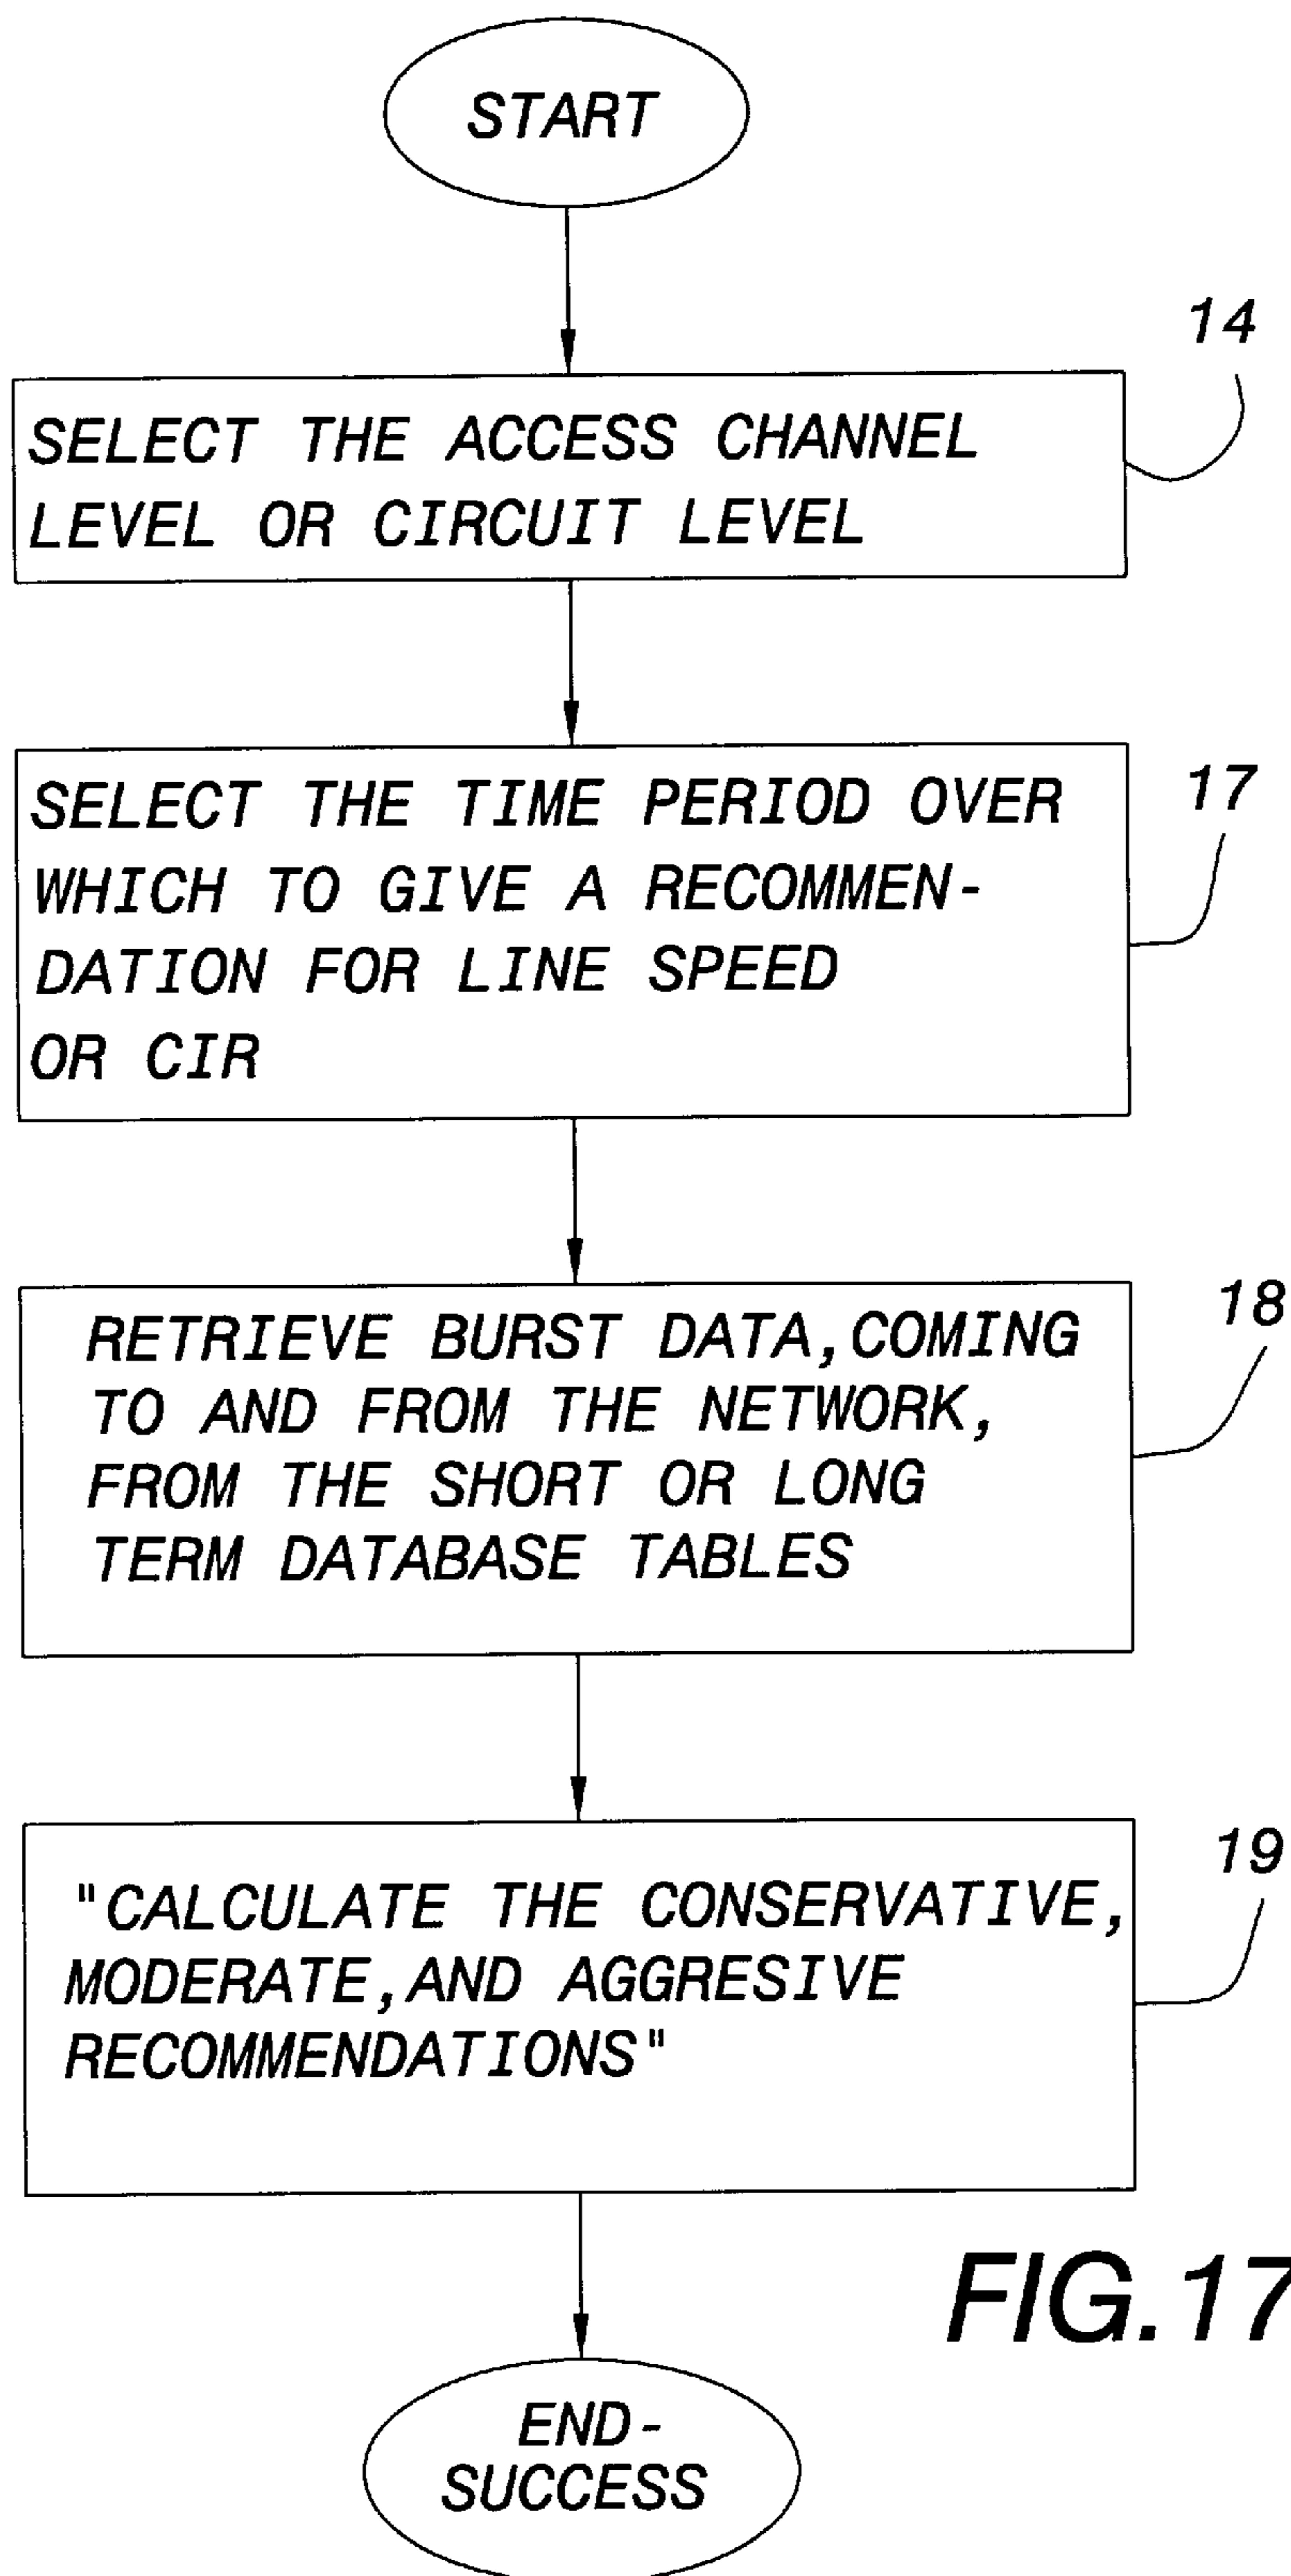 START
14
SELECT THE ACCESS CHANNEL
LEVEL OR CIRCUIT LEVEL
17
SELECT THE TIME PERIOD OVER
WHICH TO GIVE A RECOMMEN-
DATION FOR LINE SPEED
OR CIR
18
RETRIEVE BURST DATA, COMING
TO AND FROM THE NETWORK,
FROM THE SHORT OR LONG
TERM DATABASE TABLES
19
"CALCULATE THE CONSERVATIVE,
MODERATE, AND AGGRESIVE
RECOMMENDATIONS"
FIG. 17
END-
SUCCESS